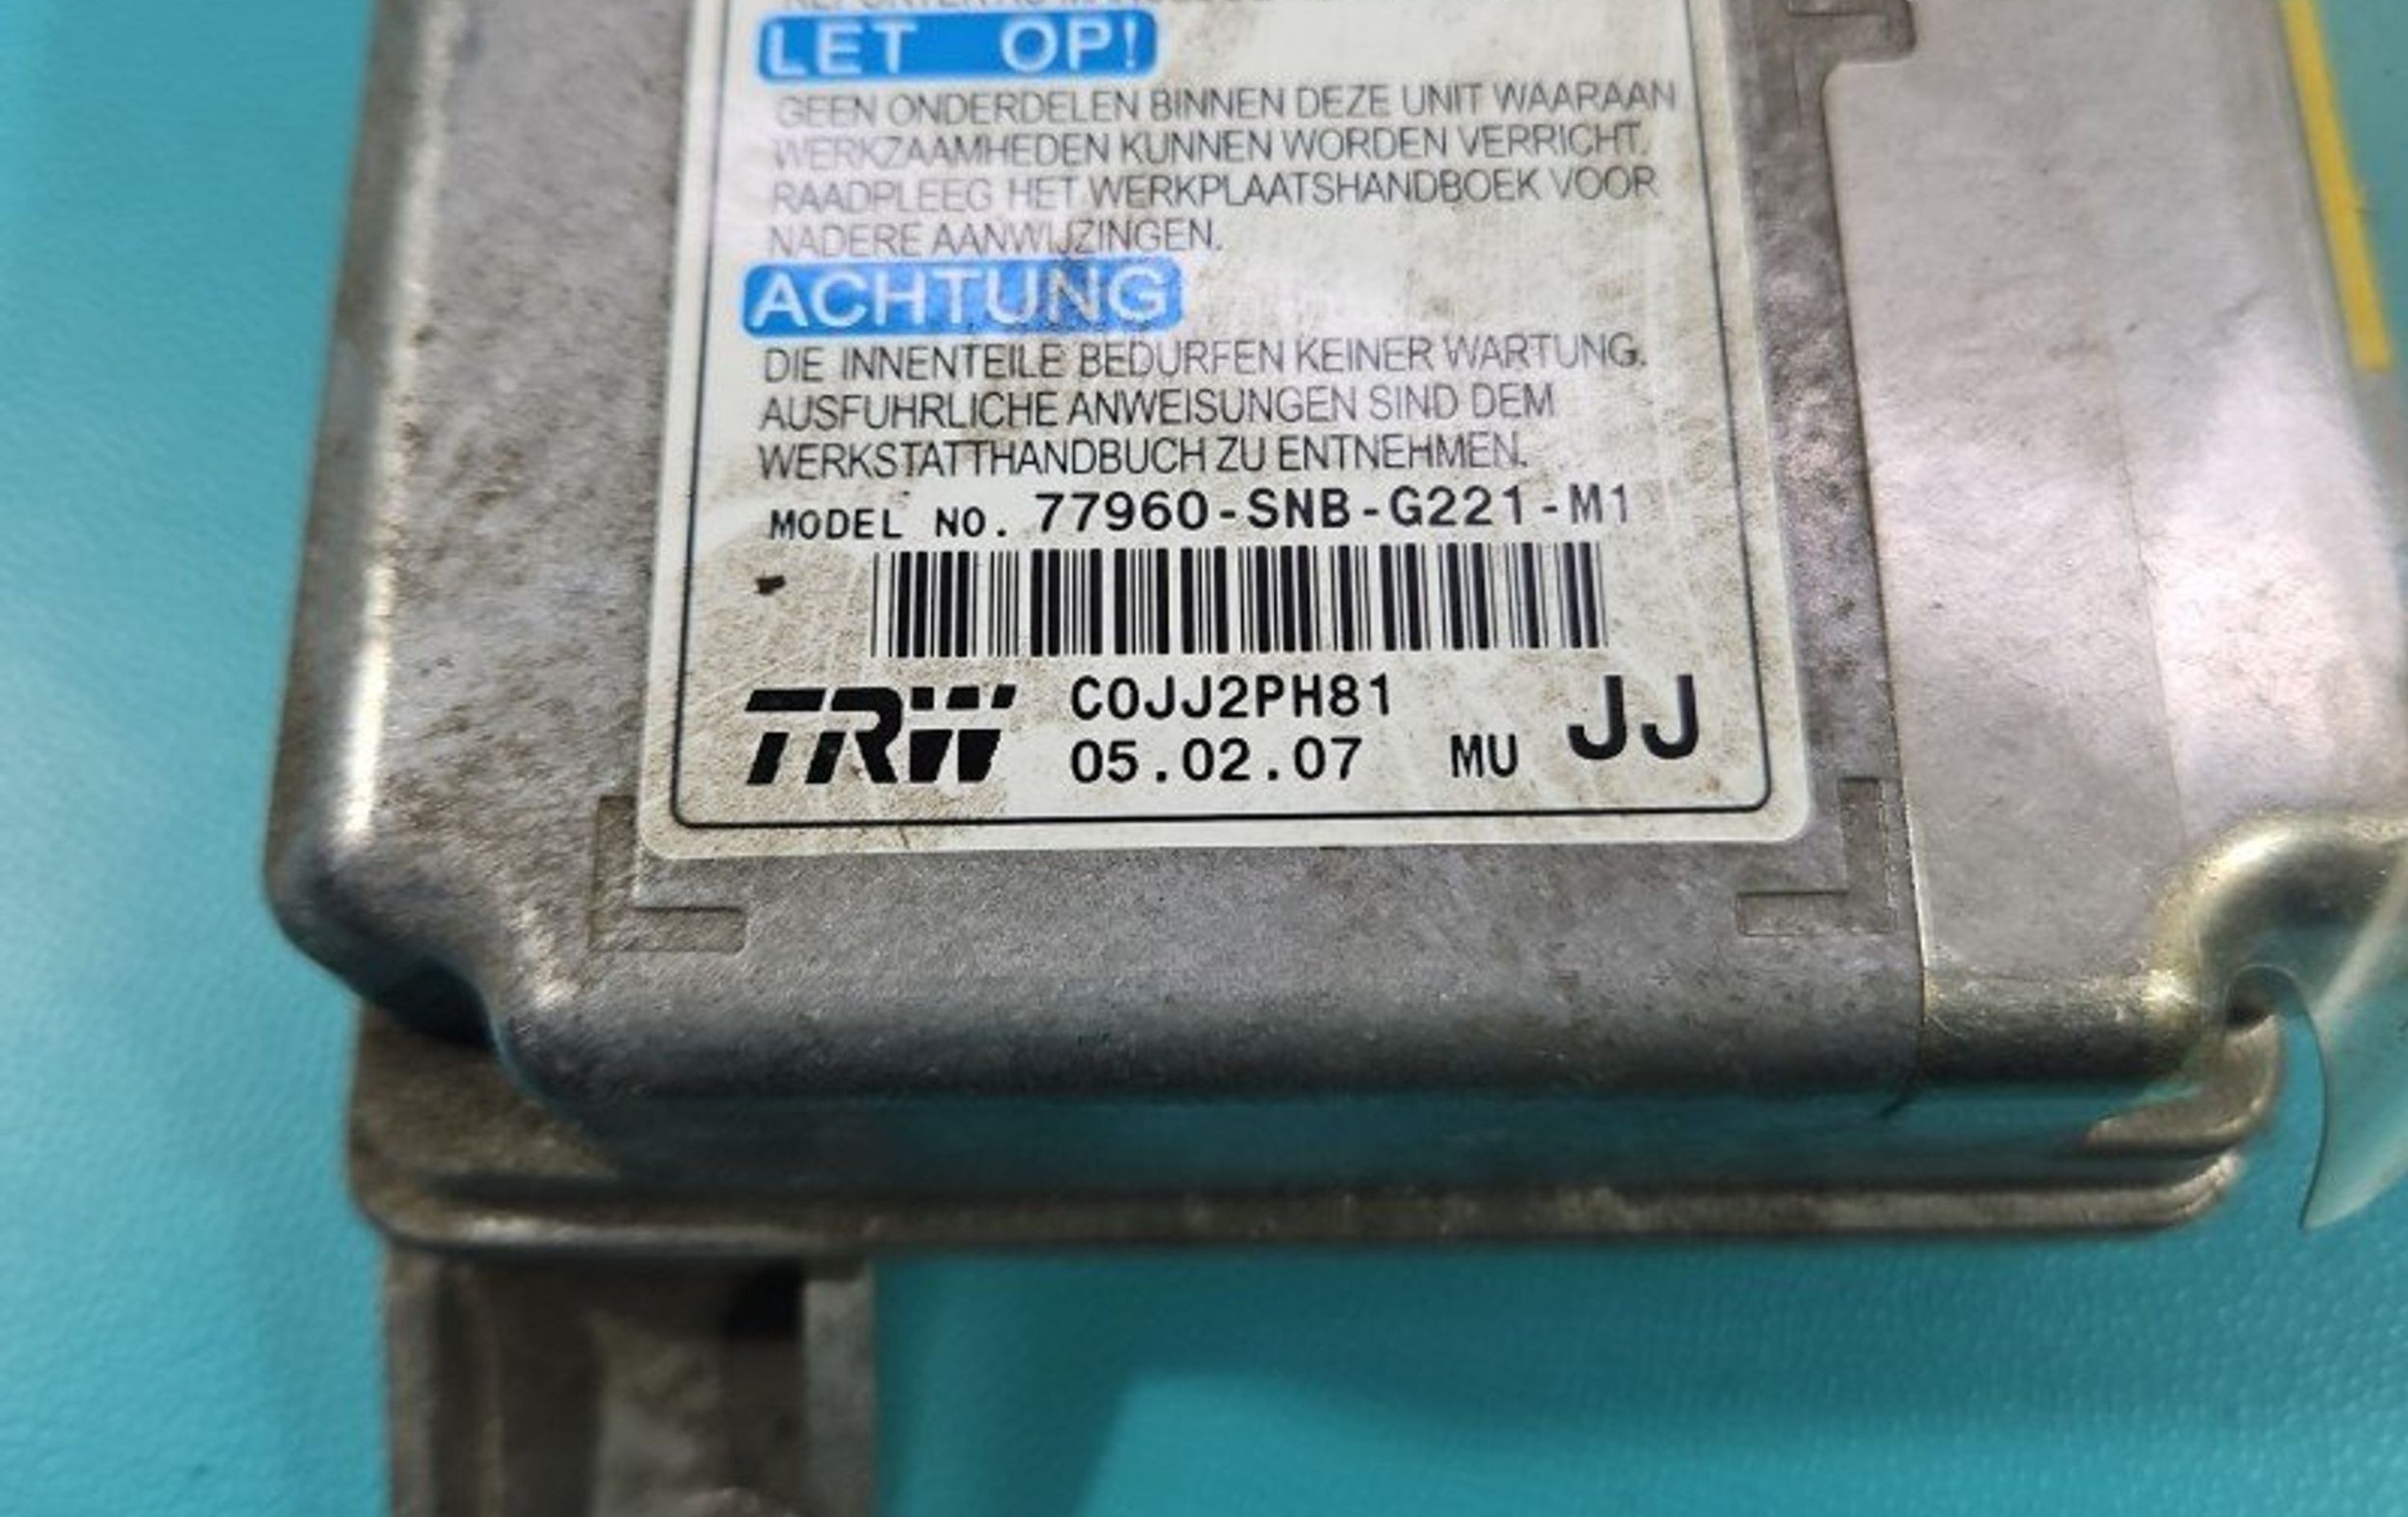 LET OP!
GEEN ONDERDELEN BINNEN DEZE UNIT WAARAAN
WERKZAAMHEDEN KUNNEN WORDEN VERRICHT.
RAADPLEEG HET WERKPLAATSHANDBOEK VOOR
NADERE AANWIJZINGEN.
ACHTUNG
DIE INNENTEILE BEDURFEN KEINER WARTUNG.
AUSFUHRLICHE ANWEISUNGEN SIND DEM
WERKSTATTHANDBUCH ZU ENTNEHMEN.
MODEL NO. 77960-SNB-G221-M1
TRW C0JJ2PH81
05.02.07 MU JJ